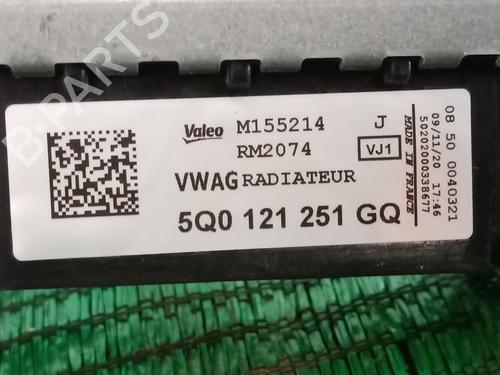 B-PARTS
Valeo M155214 J
RM2074 VJ1
VWAG RADIATEUR
5Q0 121 251 GQ
08 50 0040321
09/11/20 17:46
MADE IN FRANCE
50202000338677